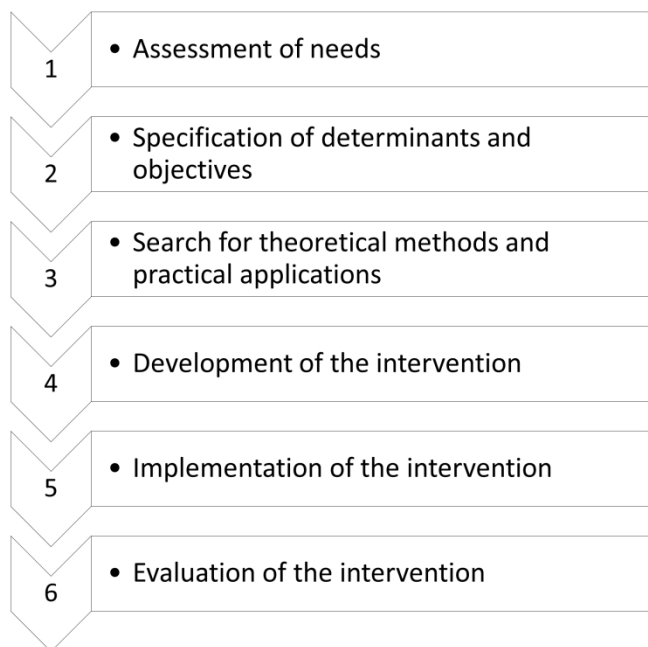 1
• Assessment of needs
2
• Specification of determinants and
objectives
3
• Search for theoretical methods and
practical applications
4
• Development of the intervention
5
• Implementation of the intervention
6
• Evaluation of the intervention